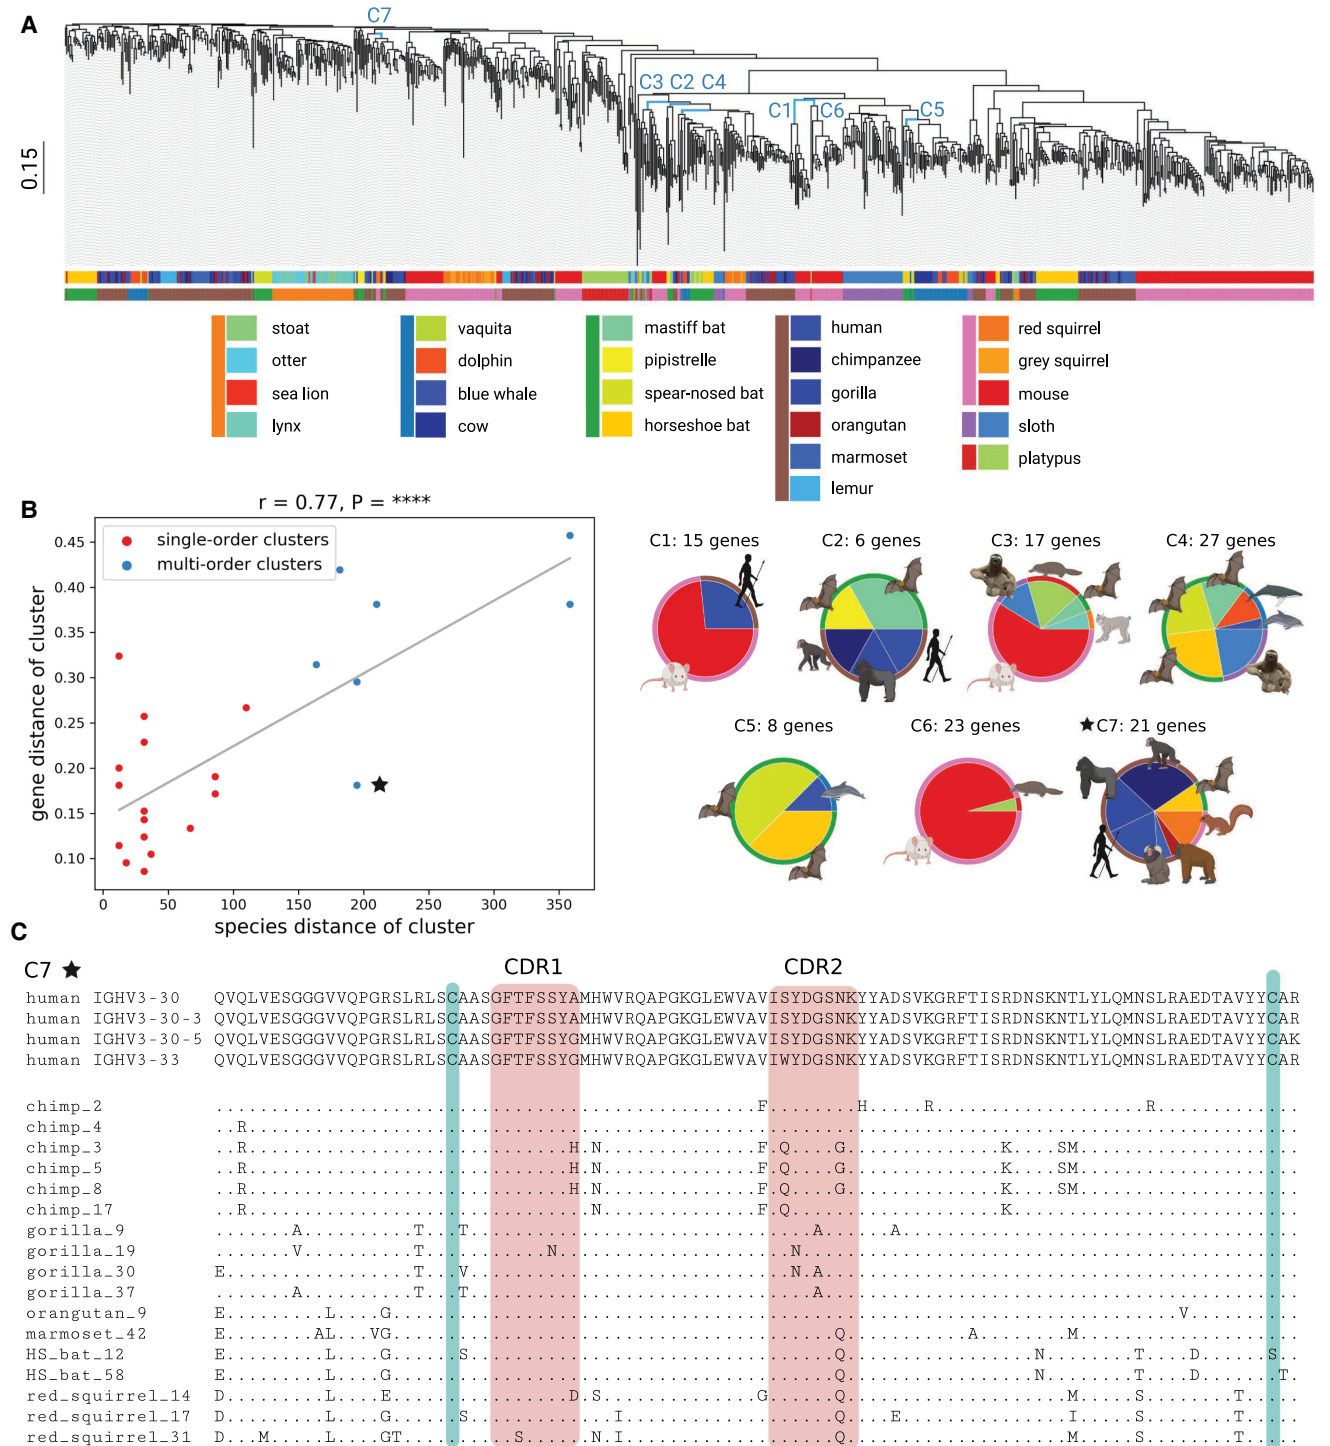 A
C7
C3 C2 C4
C1 C6 C5
0.15
stoat
otter
sea lion
lynx
vaquita
dolphin
blue whale
cow
mastiff bat
pipistrelle
spear-nosed bat
horseshoe bat
human
chimpanzee
gorilla
orangutan
marmoset
lemur
red squirrel
grey squirrel
mouse
sloth
platypus
B
r = 0.77, P = ****
single-order clusters
multi-order clusters
0.45
0.40
0.35
0.30
0.25
0.20
0.15
0.10
gene distance of cluster
0 50 100 150 200 250 300 350
species distance of cluster
C1: 15 genes
C2: 6 genes
C3: 17 genes
C4: 27 genes
C5: 8 genes
C6: 23 genes
★C7: 21 genes
C
C7 ★
CDR1 CDR2
human IGHV3-30 QVQLVESGGGVVQPGRSLRLSCAASGFTFSSYAMHWVRQAPGKGLEWVAVISYDGSNKYYADSVKGRFTISRDNSKNTLYLQMNSLRAEDTAVYYCAR
human IGHV3-30-3 QVQLVESGGGVVQPGRSLRLSCAASGFTFSSYAMHWVRQAPGKGLEWVAVISYDGSNKYYADSVKGRFTISRDNSKNTLYLQMNSLRAEDTAVYYCAR
human IGHV3-30-5 QVQLVESGGGVVQPGRSLRLSCAASGFTFSSYGMHWVRQAPGKGLEWVAVISYDGSNKYYADSVKGRFTISRDNSKNTLYLQMNSLRAEDTAVYYCAK
human IGHV3-33 QVQLVESGGGVVQPGRSLRLSCAASGFTFSSYGMHWVRQAPGKGLEWVAVIWYDGSNKYYADSVKGRFTISRDNSKNTLYLQMNSLRAEDTAVYYCAR
chimp_2 .................................................F........H.....R...................R.............
chimp_4 ..R...............................................................................................
chimp_3 ..R.............................H.N..............F.Q....G..............K....SM....................
chimp_5 ..R.............................H.N..............F.Q....G..............K....SM....................
chimp_8 ..R.............................H.N..............F.Q....G..............K....SM....................
chimp_17 ..R...............................N..............F.Q...................K..........................
gorilla_9 .......A..........T...T...............................A......A....................................
gorilla_19 .......V..........T...........N.....................N.............................................
gorilla_30 E.................T...V.............................N.A...........................................
gorilla_37 .......A..........T...T...............................A...........................................
orangutan_9 E.........L....G.......................................................................V..........
marmoset_42 E........AL...VG........................................Q...........A........M....................
HS_bat_12 E.........L....G......S.................................Q.................N........T....D......S..
HS_bat_58 E.........L....G........................................Q.................N........T....D.......T.
red_squirrel_14 D.........L....E................D.S..............G......Q....................M.....S........T.....
red_squirrel_17 D.........L....G......S.............I...................Q....E...............I.....S........T.....
red_squirrel_31 D...M.....L....GT..........S......N.I...................Q....................M.....S........T.....